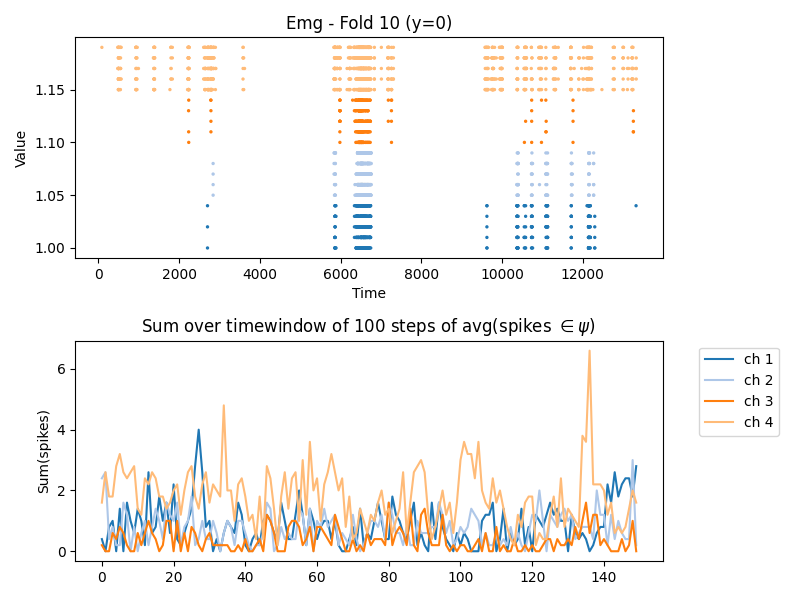 Emg - Fold 10 (y=0)
Value
1.15
1.10
1.05
1.00
0 2000 4000 6000 8000 10000 12000
Time
Sum over timewindow of 100 steps of avg(spikes ∈ ψ)
Sum(spikes)
6
4
2
0
0 20 40 60 80 100 120 140
ch 1
ch 2
ch 3
ch 4